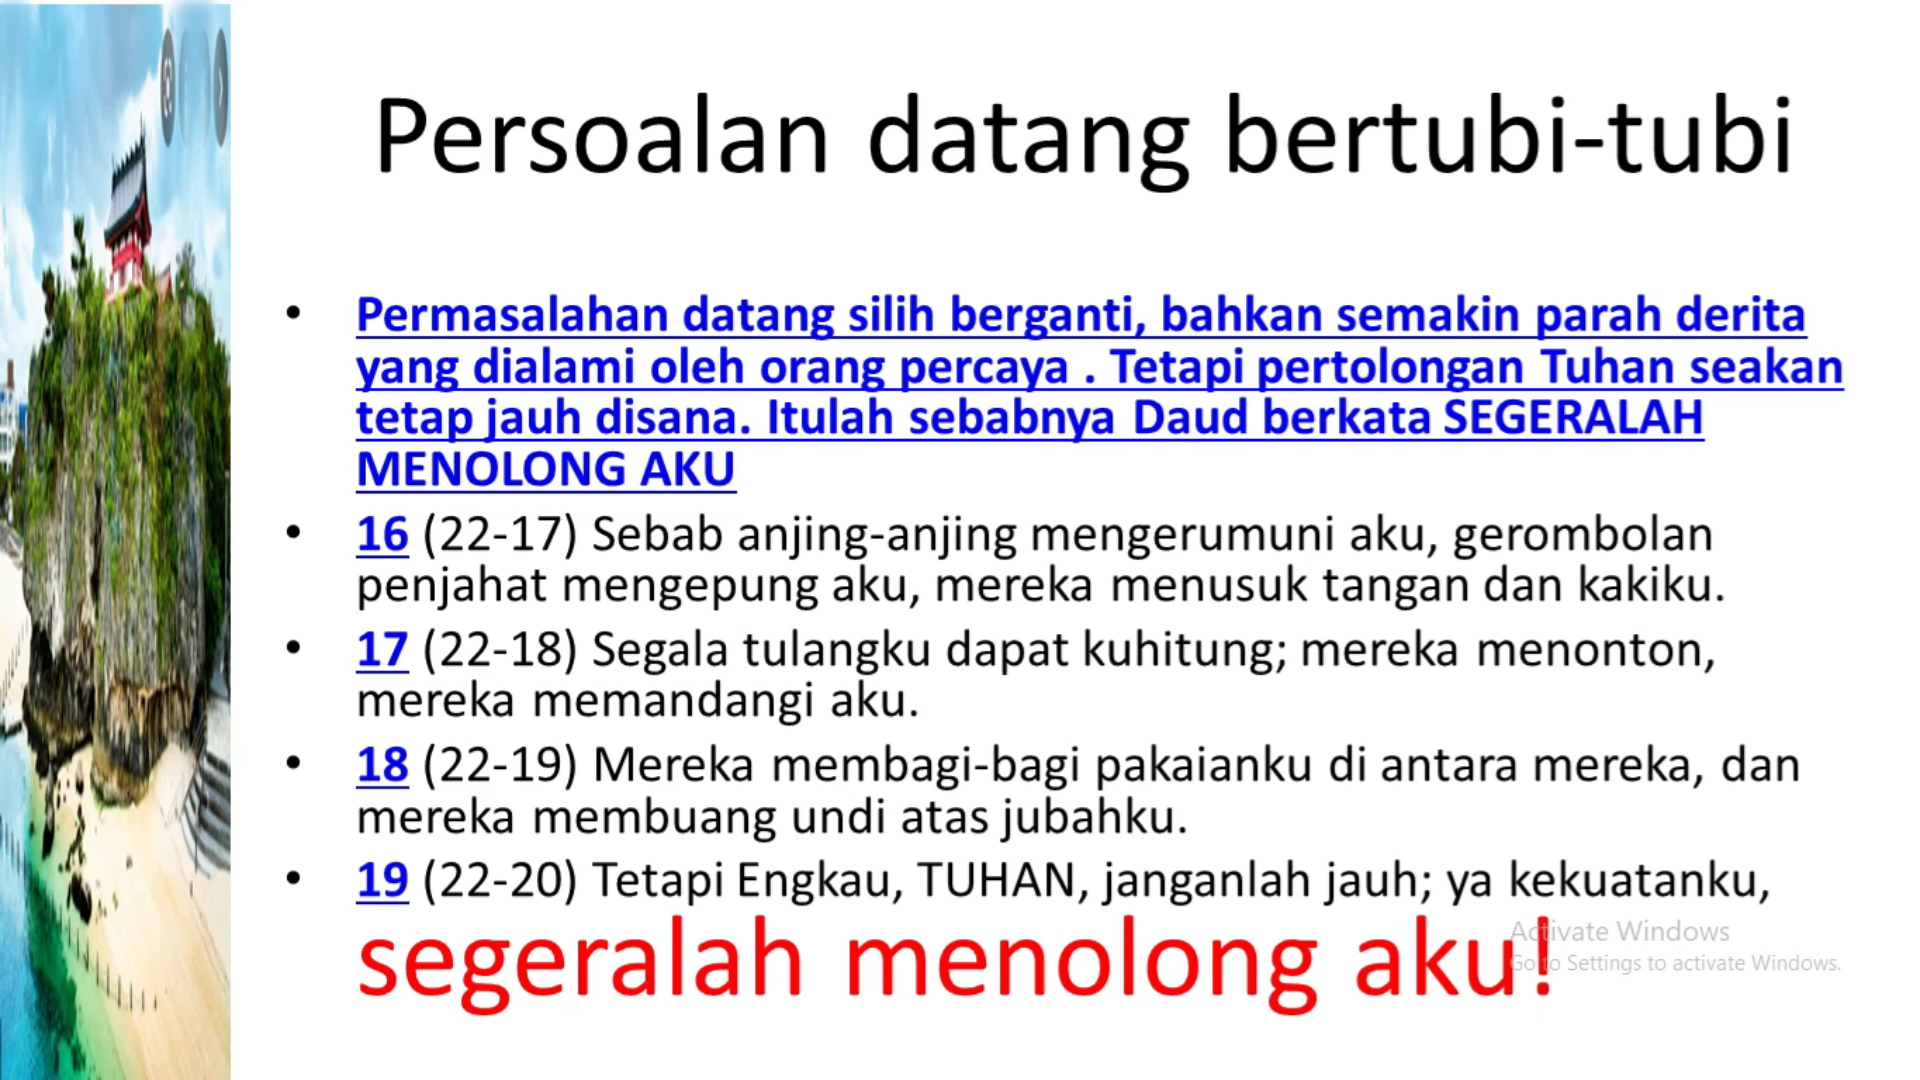 Persoalan datang bertubi-tubi
• Permasalahan datang silih berganti, bahkan semakin parah derita
yang dialami oleh orang percaya . Tetapi pertolongan Tuhan seakan
tetap jauh disana. Itulah sebabnya Daud berkata SEGERALAH
MENOLONG AKU
• 16 (22-17) Sebab anjing-anjing mengerumuni aku, gerombolan
penjahat mengepung aku, mereka menusuk tangan dan kakiku.
• 17 (22-18) Segala tulangku dapat kuhitung; mereka menonton,
mereka memandangi aku.
• 18 (22-19) Mereka membagi-bagi pakaianku di antara mereka, dan
mereka membuang undi atas jubahku.
• 19 (22-20) Tetapi Engkau, TUHAN, janganlah jauh; ya kekuatanku,
segeralah menolong aku!
Activate Windows
Go to Settings to activate Windows.